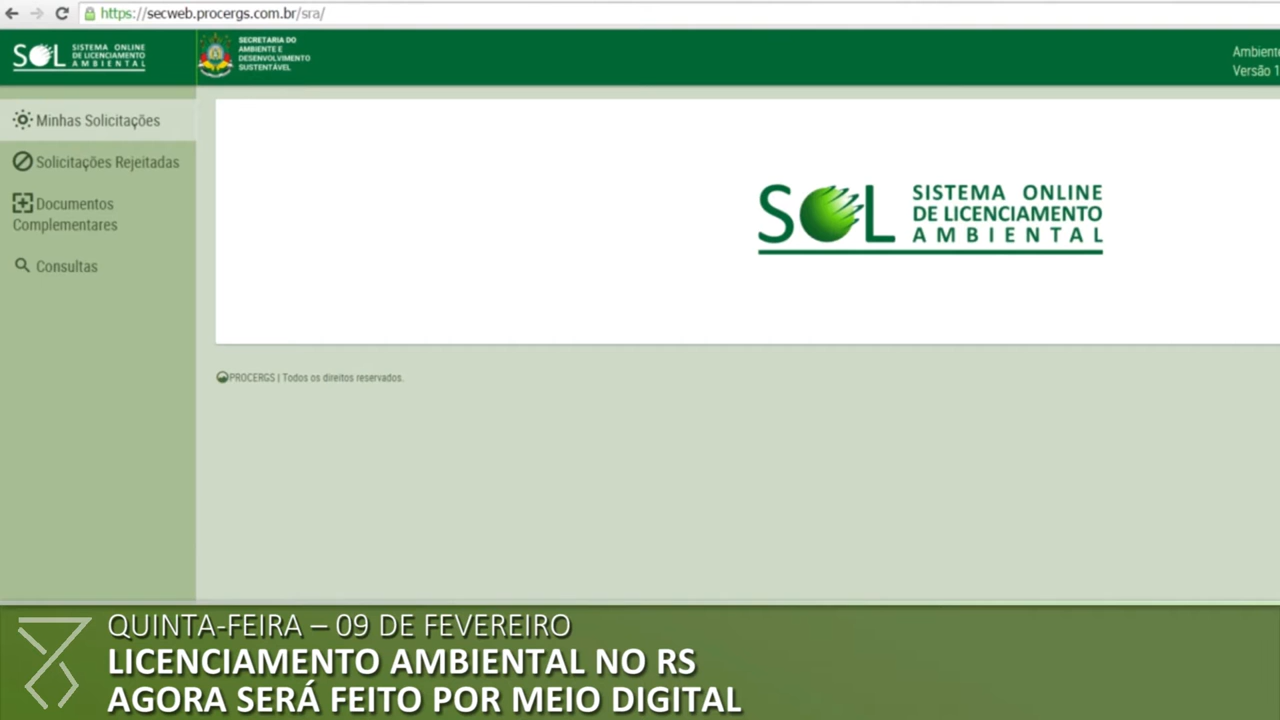 https://secweb.procergs.com.br/sra/
SOL SISTEMA ONLINE
DE LICENCIAMENTO
AMBIENTAL
SECRETARIA DO
AMBIENTE E
DESENVOLVIMENTO
SUSTENTÁVEL
Ambiente
Versão 1
Minhas Solicitações
Solicitações Rejeitadas
Documentos
Complementares
Consultas
SOL SISTEMA ONLINE
DE LICENCIAMENTO
AMBIENTAL
PROCERGS | Todos os direitos reservados.
QUINTA-FEIRA – 09 DE FEVEREIRO
LICENCIAMENTO AMBIENTAL NO RS
AGORA SERÁ FEITO POR MEIO DIGITAL